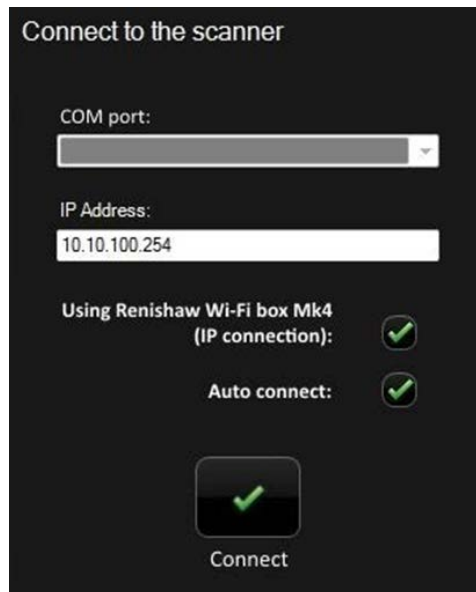 Connect to the scanner
COM port:
IP Address:
10.10.100.254
Using Renishaw Wi-Fi box Mk4
(IP connection):
Auto connect:
Connect